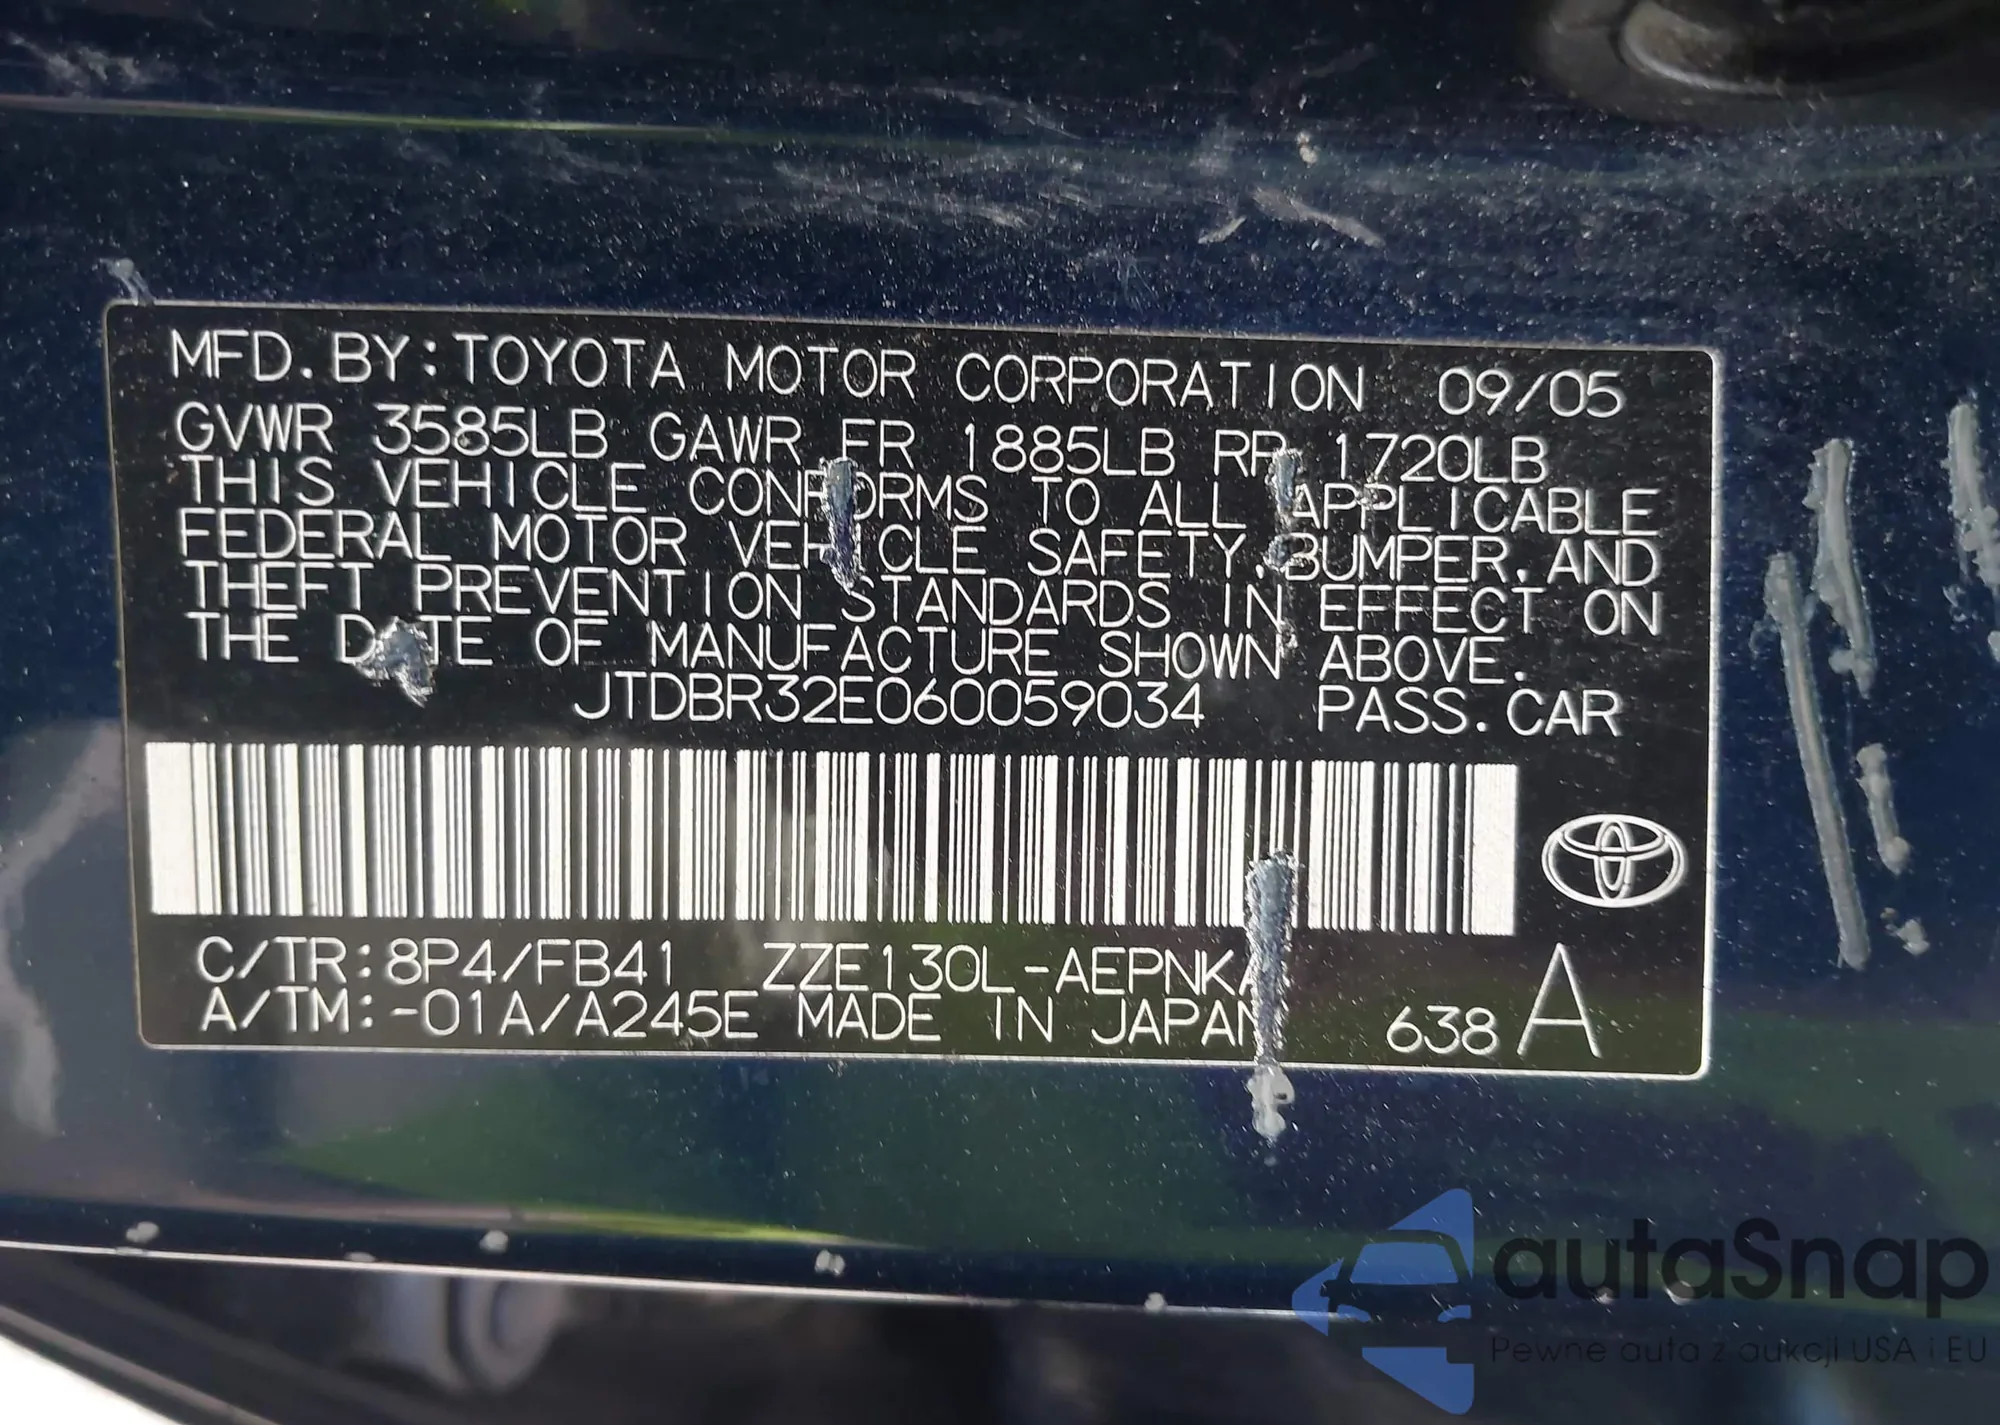 MFD. BY: TOYOTA MOTOR CORPORATION 09/05
GVWR 3585LB GAWR FR 1885LB RR 1720LB
THIS VEHICLE CONFORMS TO ALL APPLICABLE
FEDERAL MOTOR VEHICLE SAFETY, BUMPER, AND
THEFT PREVENTION STANDARDS IN EFFECT ON
THE DATE OF MANUFACTURE SHOWN ABOVE.
JTDBR32E060059034 PASS. CAR
C/TR: 8P4/FB41 ZZE130L-AEPNKA
A/TM: -01A/A245E MADE IN JAPAN 638 A
autaSnap
Pewne auta z aukcji USA i EU